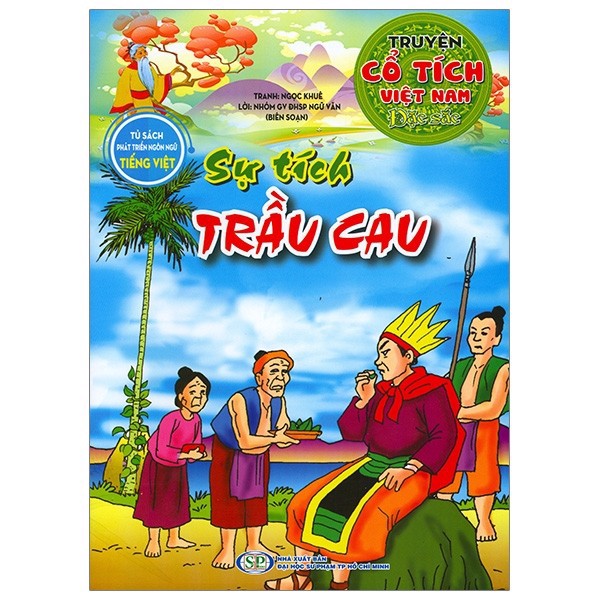 TRUYỆN
CỔ TÍCH
VIỆT NAM
Đặc sắc
TRANH: NGỌC KHUÊ
LỜI: NHÓM GV ĐHSP NGỮ VĂN
(BIÊN SOẠN)
TỦ SÁCH
PHÁT TRIỂN NGÔN NGỮ
TIẾNG VIỆT
Sự tích
TRẦU CAU
SP
NHÀ XUẤT BẢN
ĐẠI HỌC SƯ PHẠM TP HỒ CHÍ MINH